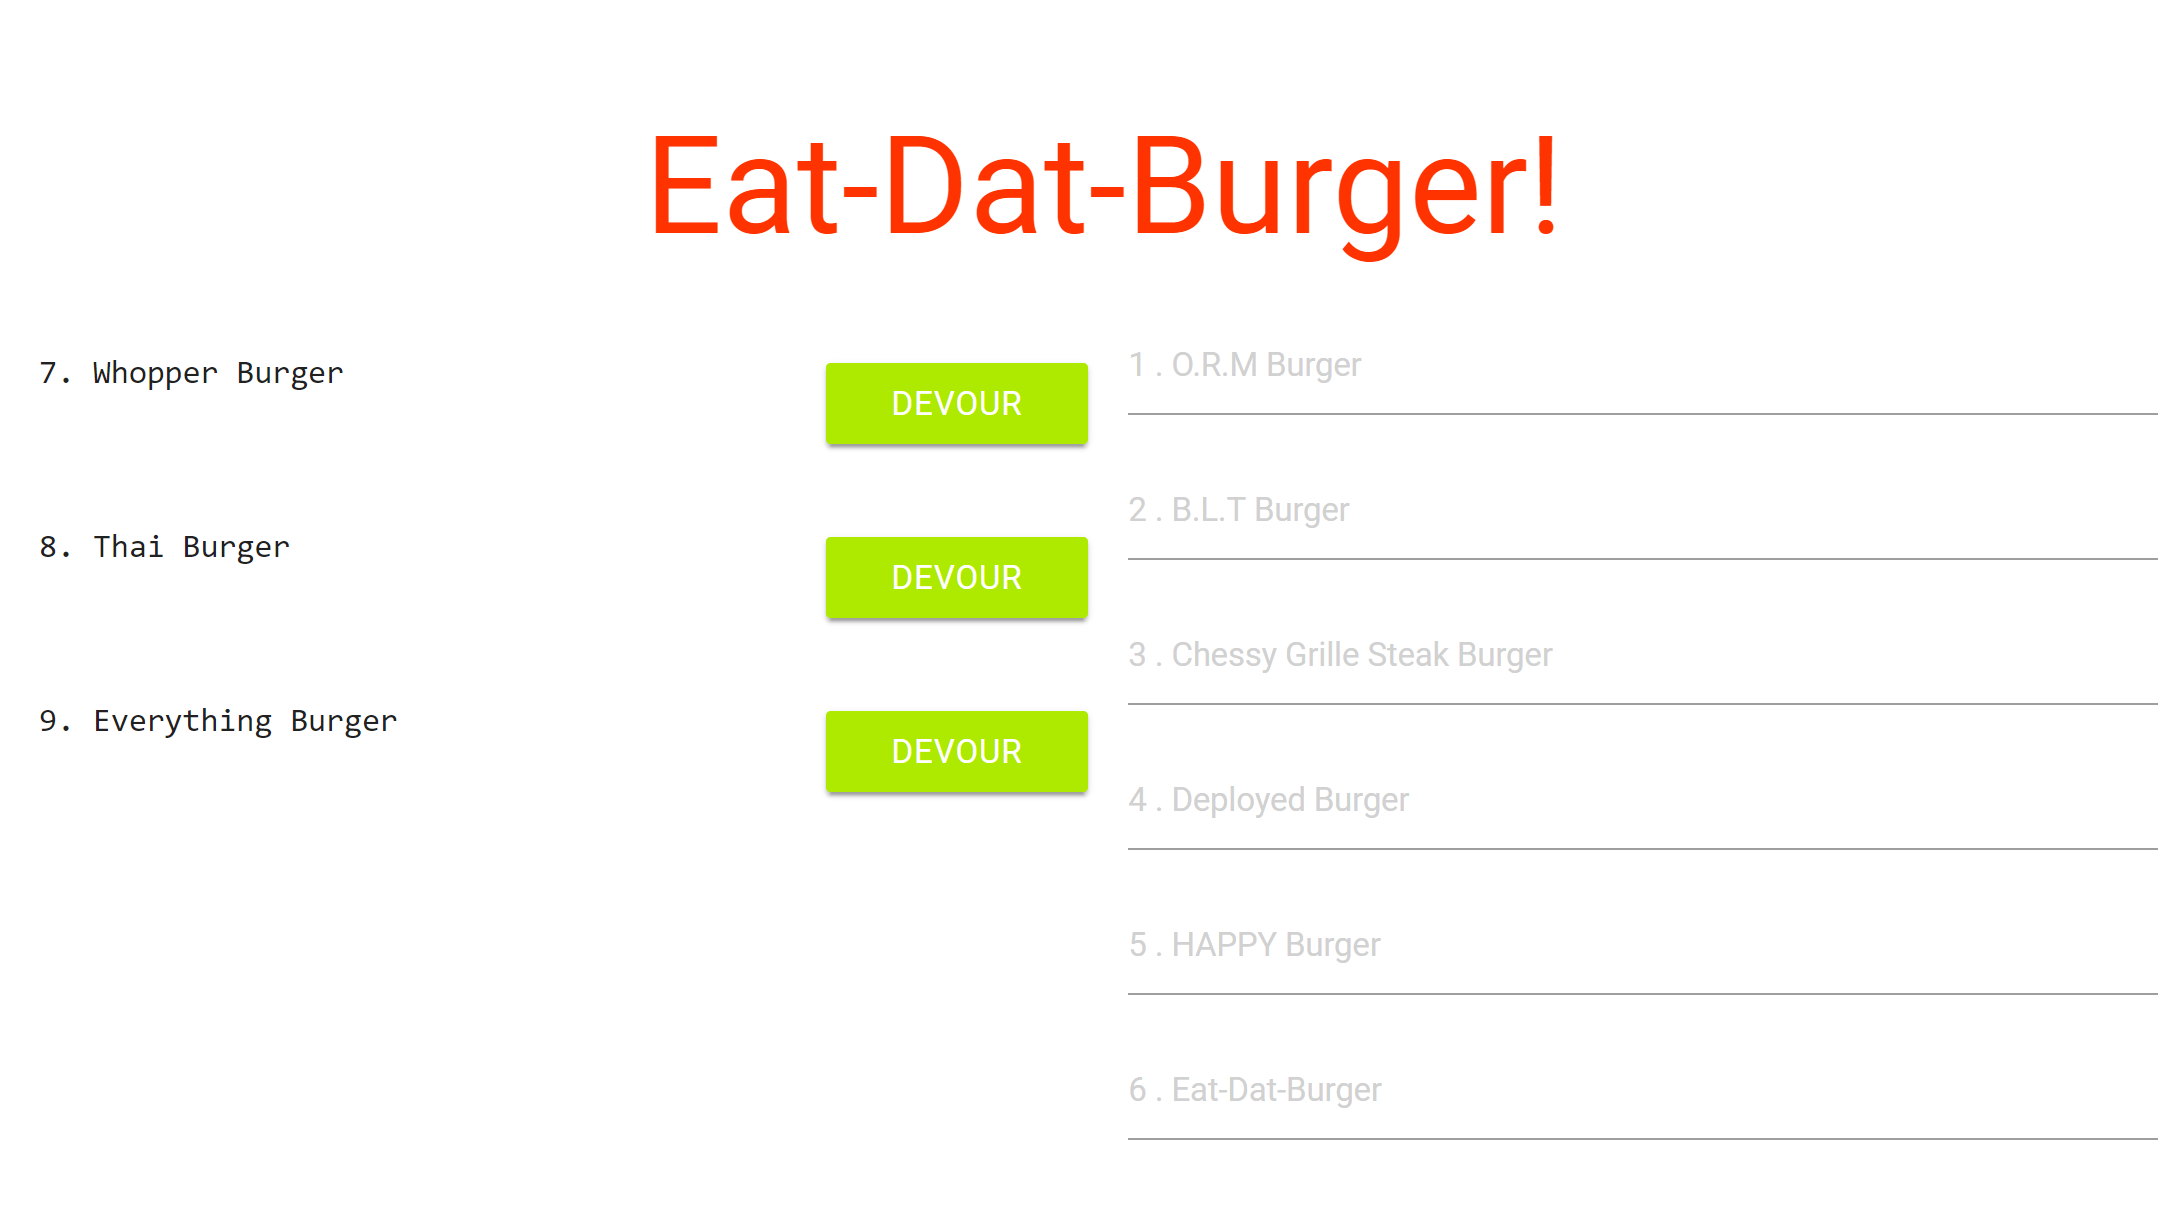 Eat-Dat-Burger!
7. Whopper Burger
DEVOUR
8. Thai Burger
DEVOUR
9. Everything Burger
DEVOUR
1 . O.R.M Burger
2 . B.L.T Burger
3 . Chessy Grille Steak Burger
4 . Deployed Burger
5 . HAPPY Burger
6 . Eat-Dat-Burger